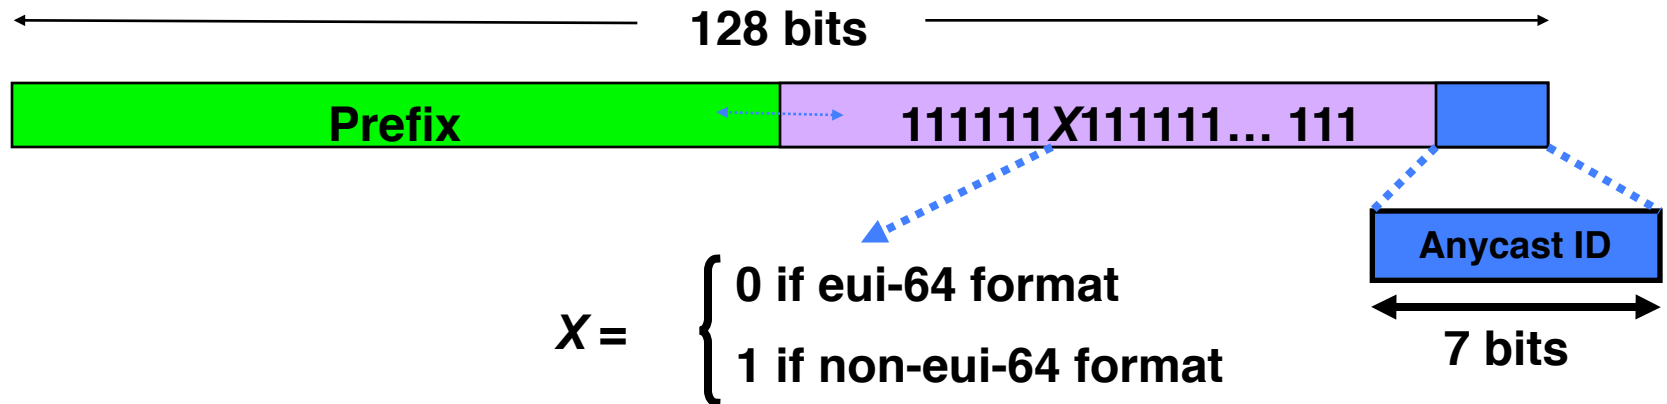 128 bits
Prefix
111111X111111... 111
Anycast ID
7 bits
X =
0 if eui-64 format
1 if non-eui-64 format